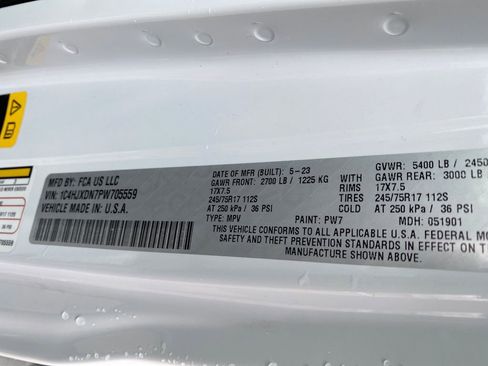 MFD BY: FCA US LLC
VIN: 1C4HJXDN7PW705559
VEHICLE MADE IN: U.S.A.
DATE OF MFR (BUILT): 5-23
GAWR FRONT: 2700 LB / 1225 KG WITH
17X7.5 RIMS
245/75R17 112S TIRES
AT 250 kPa / 36 PSI COLD
TYPE: MPV PAINT: PW7
GVWR: 5400 LB / 2450
GAWR REAR: 3000 LB
17X7.5
245/75R17 112S
AT 250 kPa / 36 PSI
MDH: 051901
THIS VEHICLE CONFORMS TO ALL APPLICABLE U.S.A. FEDERAL MO
SAFETY AND THEFT PREVENTION STANDARDS IN EFFECT ON THE
MANUFACTURE SHOWN ABOVE.